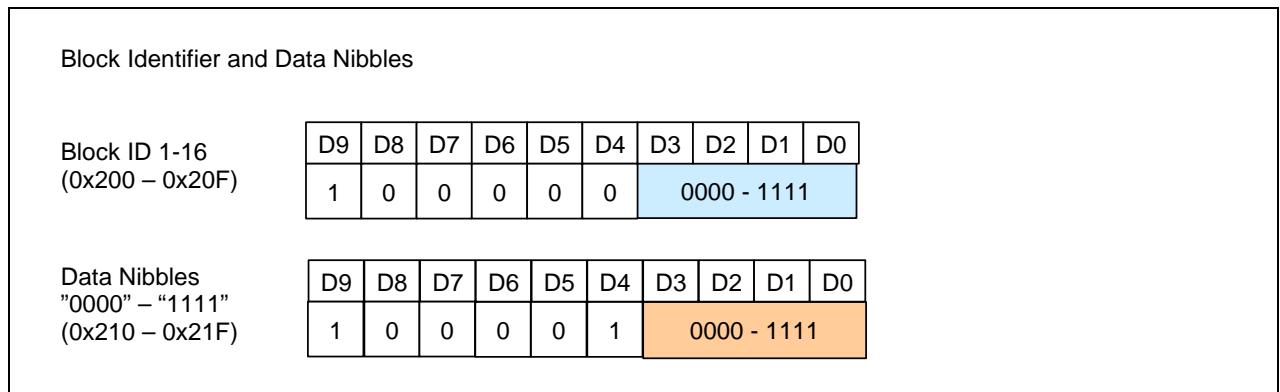 Block Identifier and Data Nibbles
Block ID 1-16
(0x200 – 0x20F)
D9 D8 D7 D6 D5 D4 D3 D2 D1 D0
1 0 0 0 0 0 0000 - 1111
Data Nibbles
”0000” – “1111”
(0x210 – 0x21F)
D9 D8 D7 D6 D5 D4 D3 D2 D1 D0
1 0 0 0 0 1 0000 - 1111